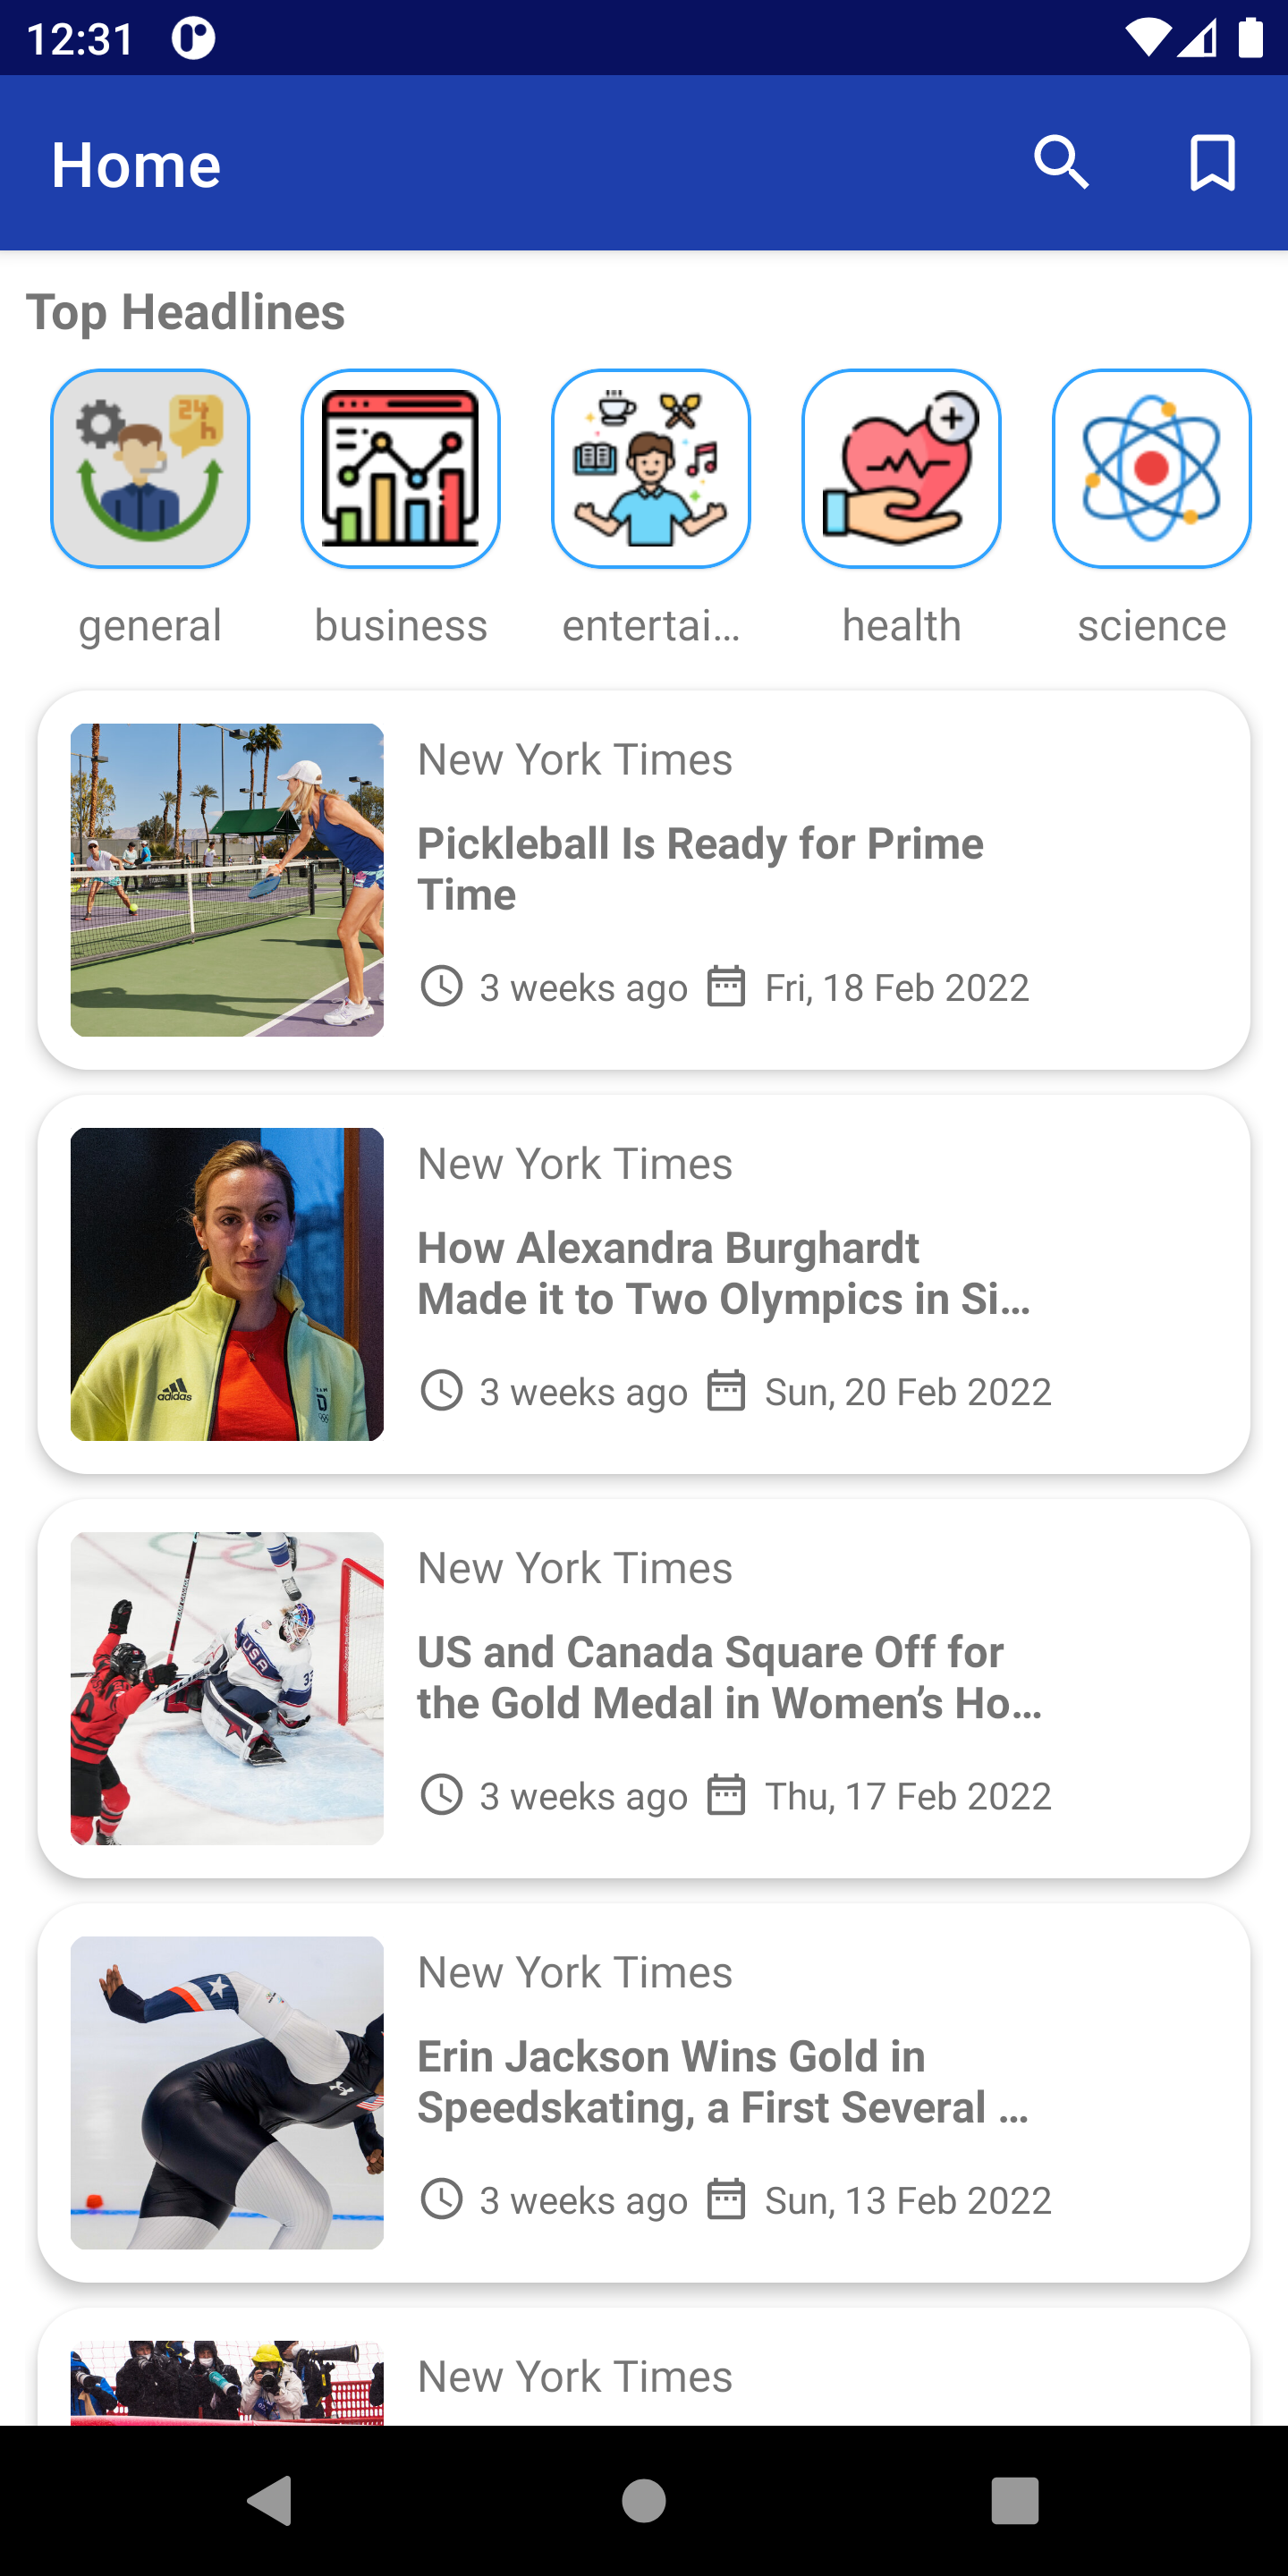 12:31
Home
Top Headlines
24
h
general
business
entertai...
health
science
New York Times
Pickleball Is Ready for Prime
Time
3 weeks ago
Fri, 18 Feb 2022
adidas
New York Times
How Alexandra Burghardt
Made it to Two Olympics in Si...
3 weeks ago
Sun, 20 Feb 2022
USA
New York Times
US and Canada Square Off for
the Gold Medal in Women’s Ho...
3 weeks ago
Thu, 17 Feb 2022
New York Times
Erin Jackson Wins Gold in
Speedskating, a First Several ...
3 weeks ago
Sun, 13 Feb 2022
New York Times